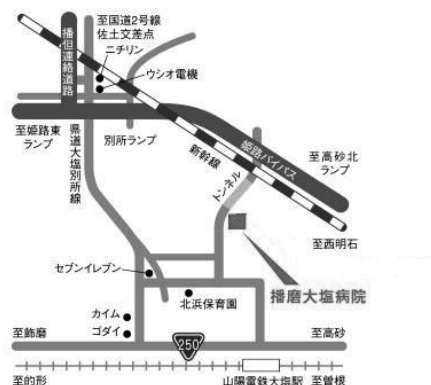 至国道2号線
佐土交差点
ニチリン
ウシオ電機
播但連絡道路
至姫路東
ランプ
県道大塩別所線
別所ランプ
新幹線
姫路バイパス
至高砂北
ランプ
トンネル
至西明石
セブンイレブン
北浜保育園
播磨大塩病院
カイム
ゴダイ
至飾磨
250
至高砂
至的形
山陽電鉄大塩駅
至曽根